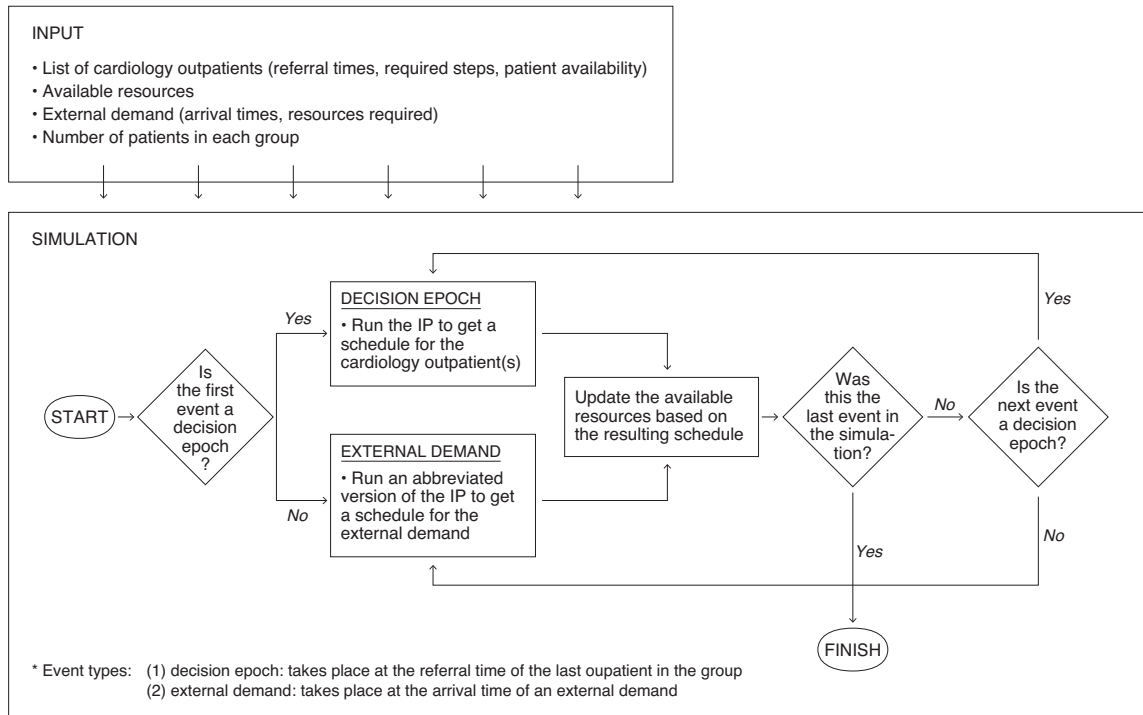 INPUT
• List of cardiology outpatients (referral times, required steps, patient availability)
• Available resources
• External demand (arrival times, resources required)
• Number of patients in each group
SIMULATION
START
Is
the first
event a
decision
epoch
?
Yes
No
DECISION EPOCH
• Run the IP to get a
schedule for the
cardiology outpatient(s)
EXTERNAL DEMAND
• Run an abbreviated
version of the IP to get
a schedule for the
external demand
Update the available
resources based on
the resulting schedule
Was
this the
last event in
the simula-
tion?
No
Yes
Is the
next event
a decision
epoch?
Yes
No
FINISH
* Event types: (1) decision epoch: takes place at the referral time of the last oupatient in the group
(2) external demand: takes place at the arrival time of an external demand